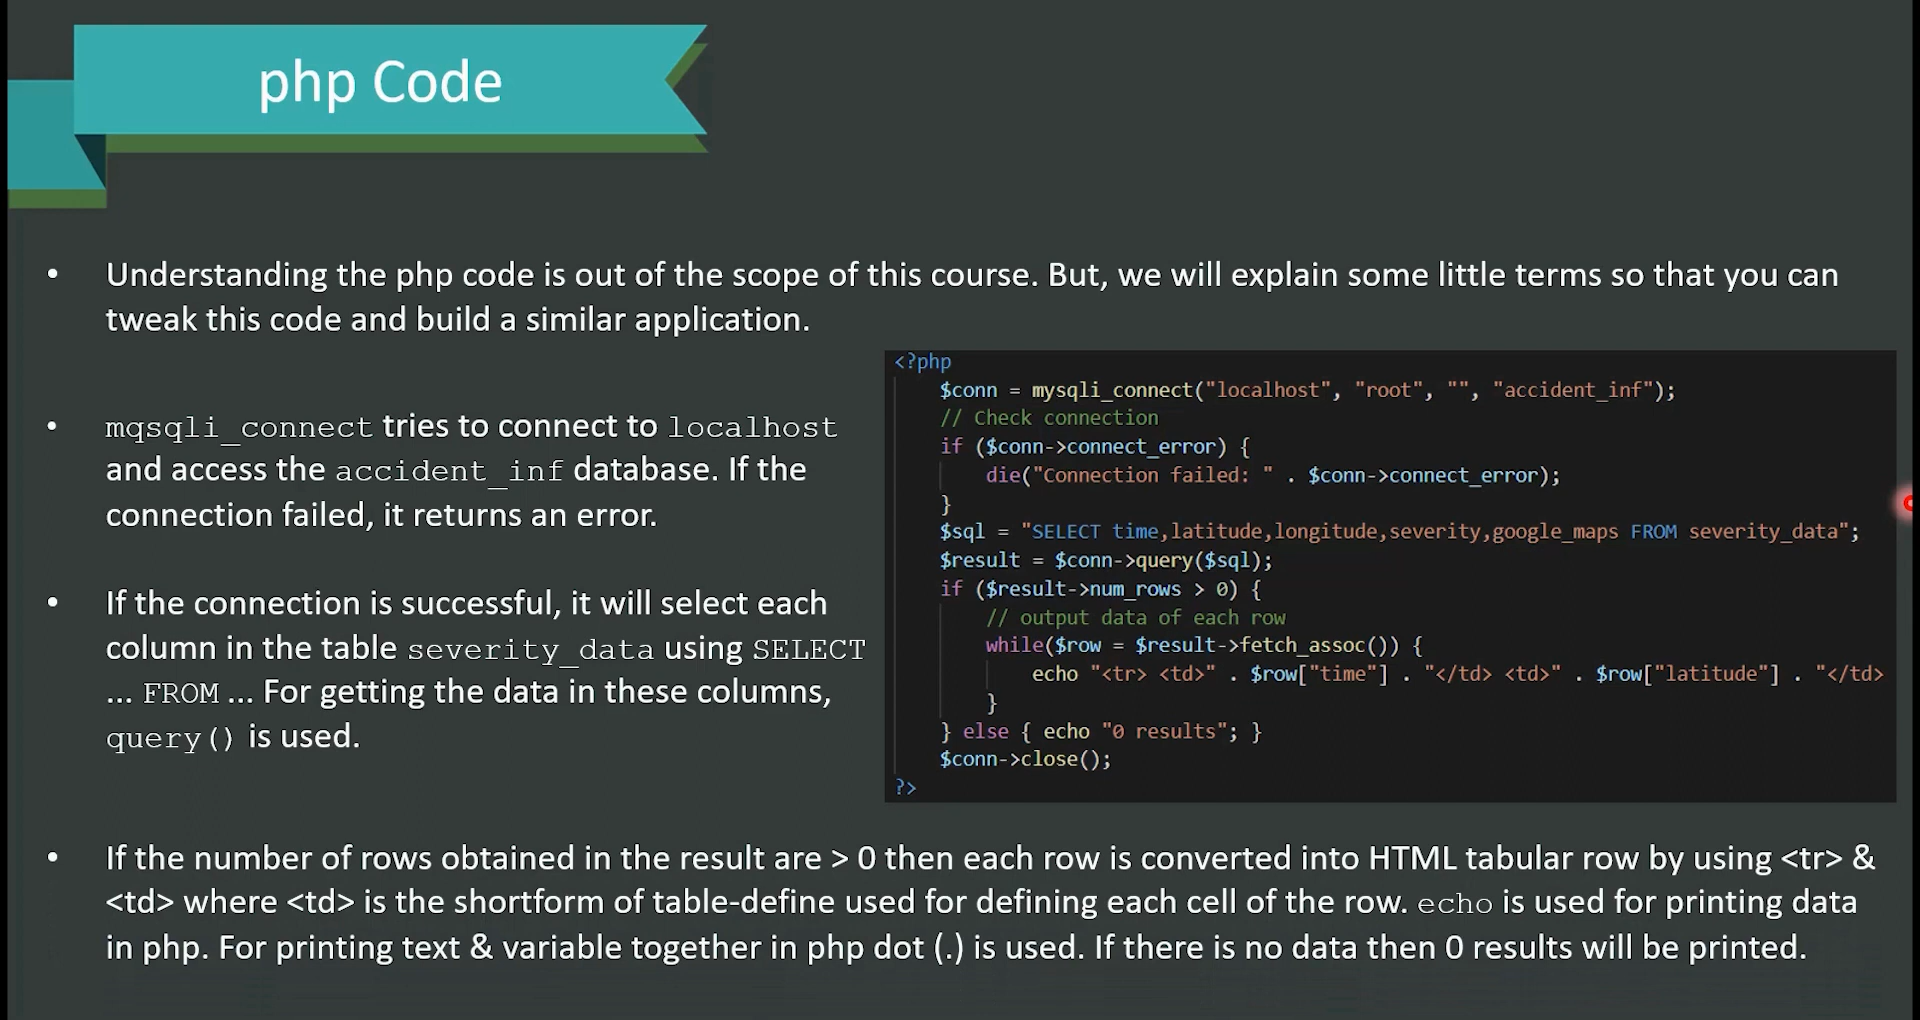 php Code
• Understanding the php code is out of the scope of this course. But, we will explain some little terms so that you can
tweak this code and build a similar application.
• mqsqli_connect tries to connect to localhost
and access the accident_inf database. If the
connection failed, it returns an error.
• If the connection is successful, it will select each
column in the table severity_data using SELECT
... FROM ... For getting the data in these columns,
query() is used.
<?php
$conn = mysqli_connect("localhost", "root", "", "accident_inf");
// Check connection
if ($conn->connect_error) {
die("Connection failed: " . $conn->connect_error);
}
$sql = "SELECT time,latitude,longitude,severity,google_maps FROM severity_data";
$result = $conn->query($sql);
if ($result->num_rows > 0) {
// output data of each row
while($row = $result->fetch_assoc()) {
echo "<tr> <td>" . $row["time"] . "</td> <td>" . $row["latitude"] . "</td>
}
} else { echo "0 results"; }
$conn->close();
?>
• If the number of rows obtained in the result are > 0 then each row is converted into HTML tabular row by using <tr> &
<td> where <td> is the shortform of table-define used for defining each cell of the row. echo is used for printing data
in php. For printing text & variable together in php dot (.) is used. If there is no data then 0 results will be printed.